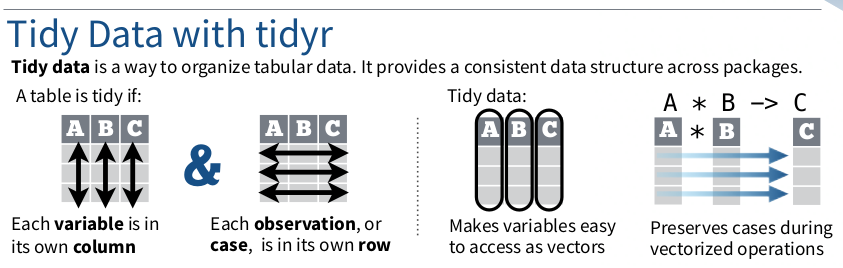 Tidy Data with tidyr
Tidy data is a way to organize tabular data. It provides a consistent data structure across packages.
A table is tidy if:
A B C
&
A B C
Each variable is in
its own column
Each observation, or
case, is in its own row
Tidy data:
A B C
Makes variables easy
to access as vectors
A * B -> C
A * B C
Preserves cases during
vectorized operations